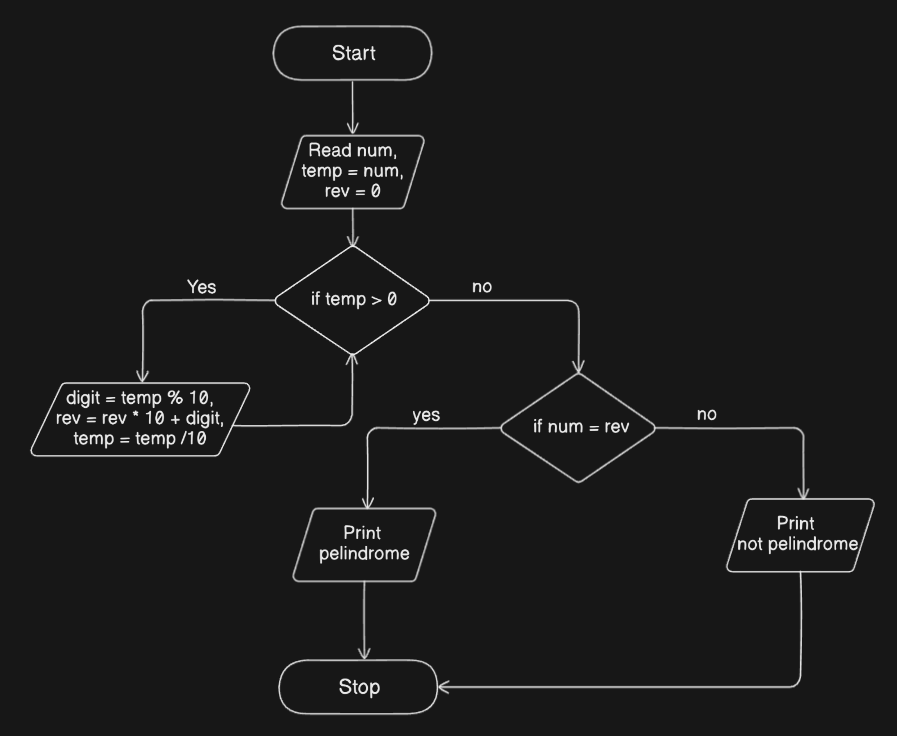 Start
Read num,
temp = num,
rev = 0
if temp > 0
Yes
no
digit = temp % 10,
rev = rev * 10 + digit,
temp = temp /10
if num = rev
yes
no
Print
pelindrome
Print
not pelindrome
Stop